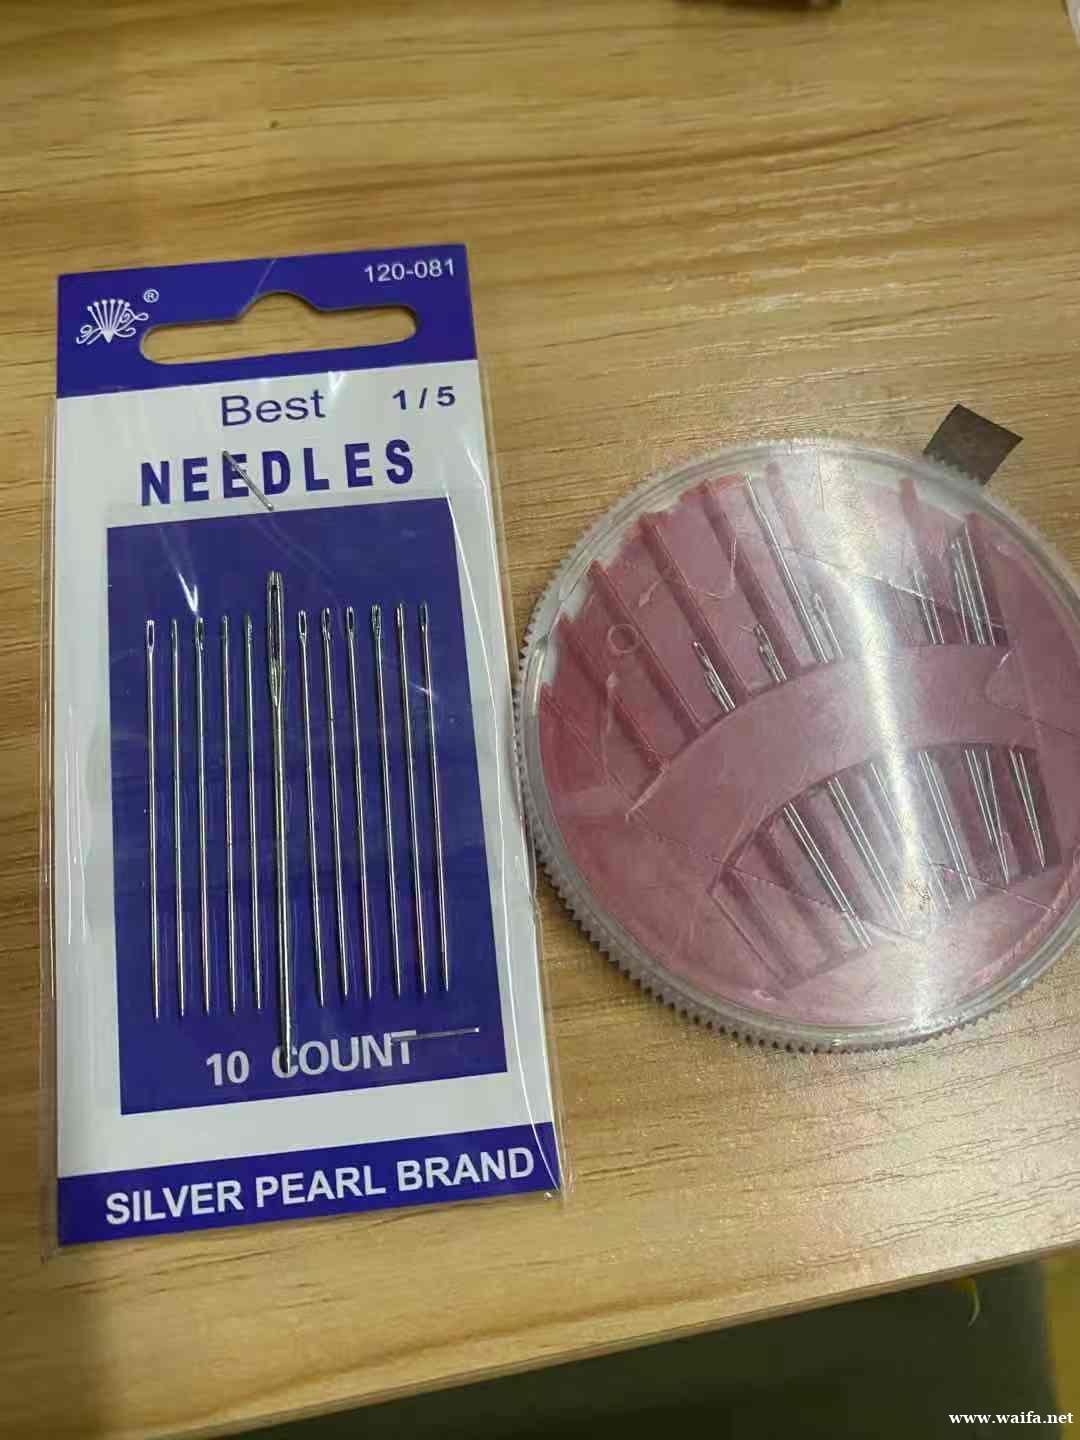 120-081
®
Best 1/5
NEEDLES
10 COUNT
SILVER PEARL BRAND
www.waifa.net